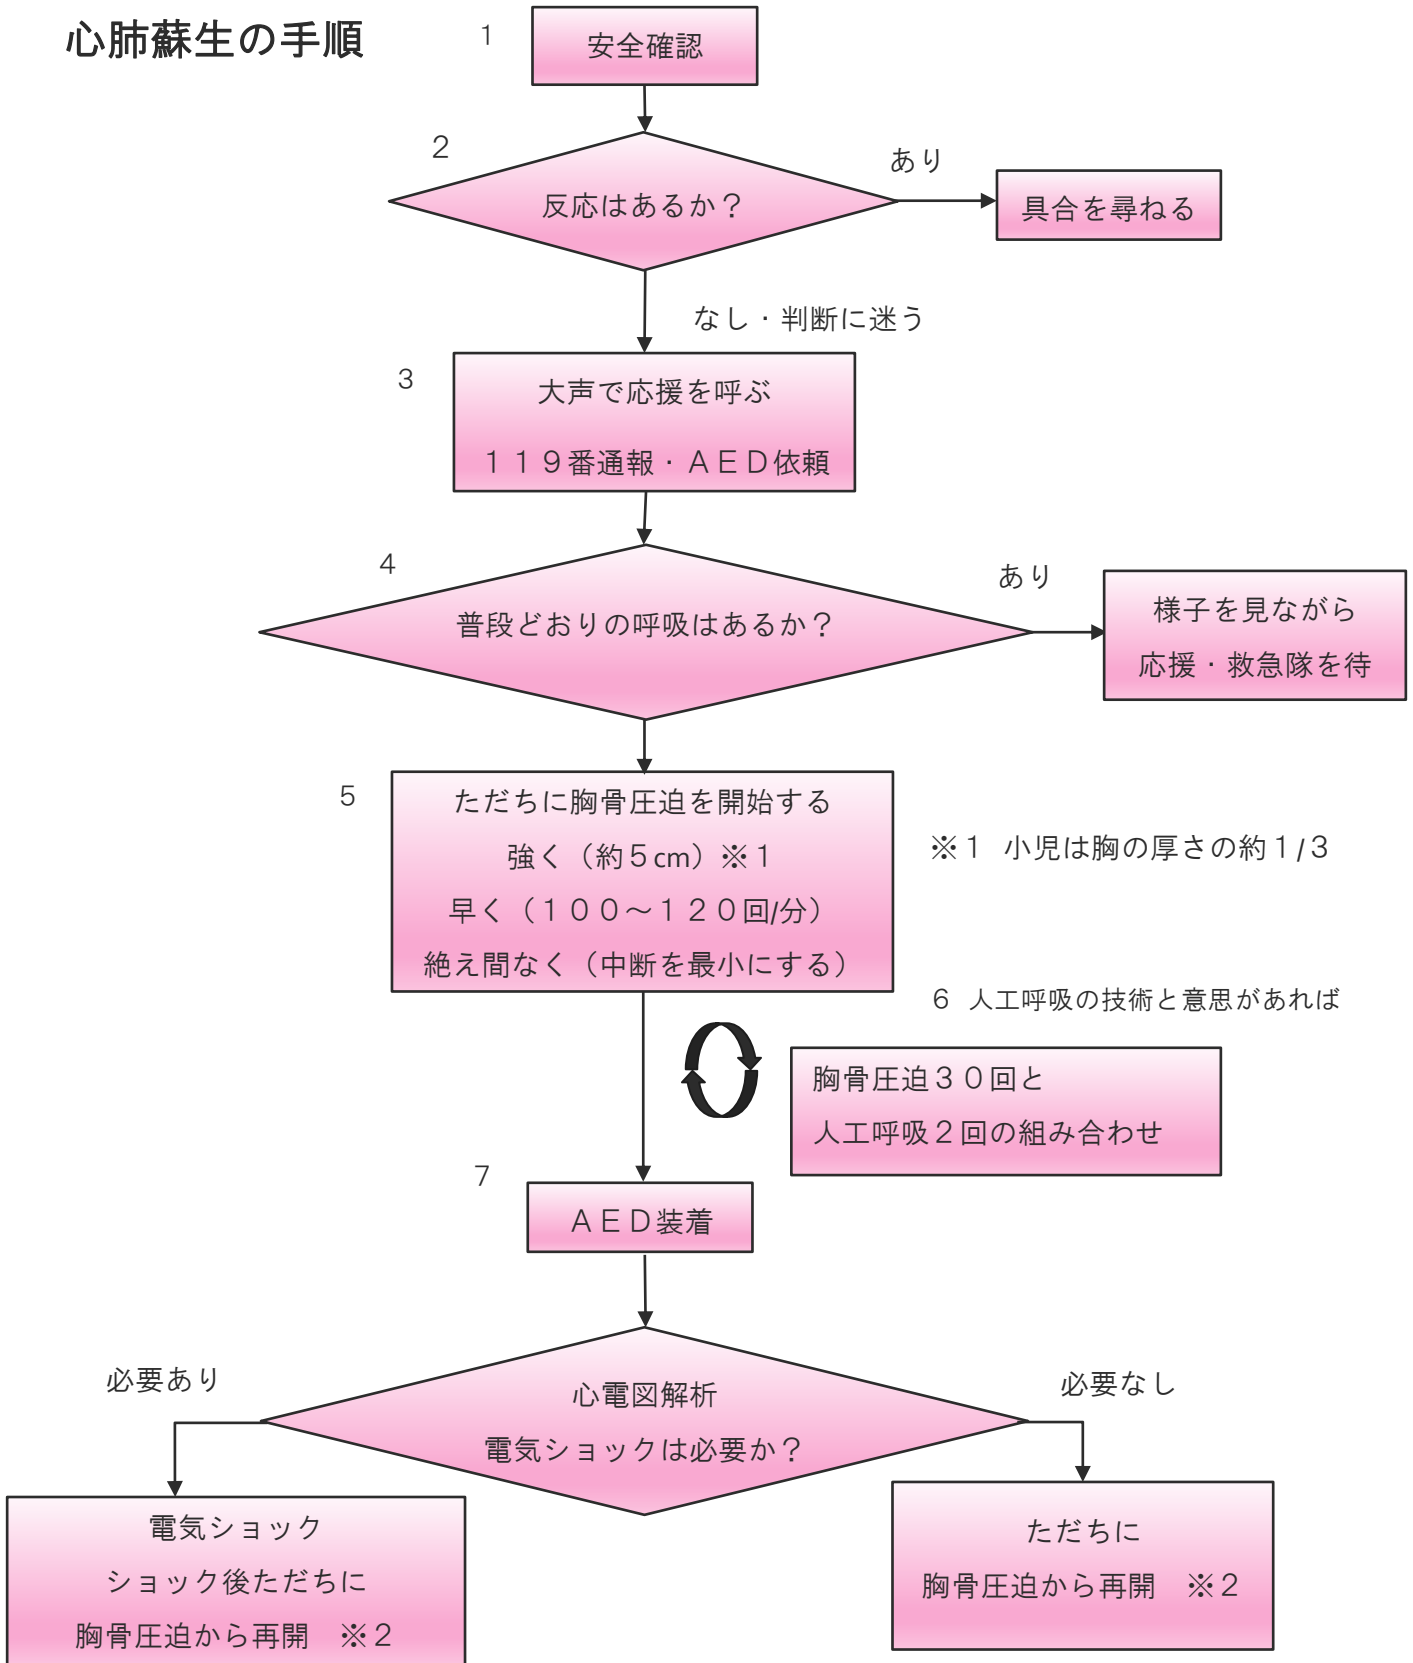 心肺蘇生の手順
1
安全確認
2
反応はあるか？
あり
具合を尋ねる
なし・判断に迷う
3
大声で応援を呼ぶ
１１９番通報・ＡＥＤ依頼
4
普段どおりの呼吸はあるか？
あり
様子を見ながら
応援・救急隊を待
5
ただちに胸骨圧迫を開始する
強く（約５cm）※１
早く（１００～１２０回/分）
絶え間なく（中断を最小にする）
※１ 小児は胸の厚さの約１/３
６ 人工呼吸の技術と意思があれば
胸骨圧迫３０回と
人工呼吸２回の組み合わせ
7
ＡＥＤ装着
心電図解析
電気ショックは必要か？
必要あり
必要なし
電気ショック
ショック後ただちに
胸骨圧迫から再開　※２
ただちに
胸骨圧迫から再開　※２